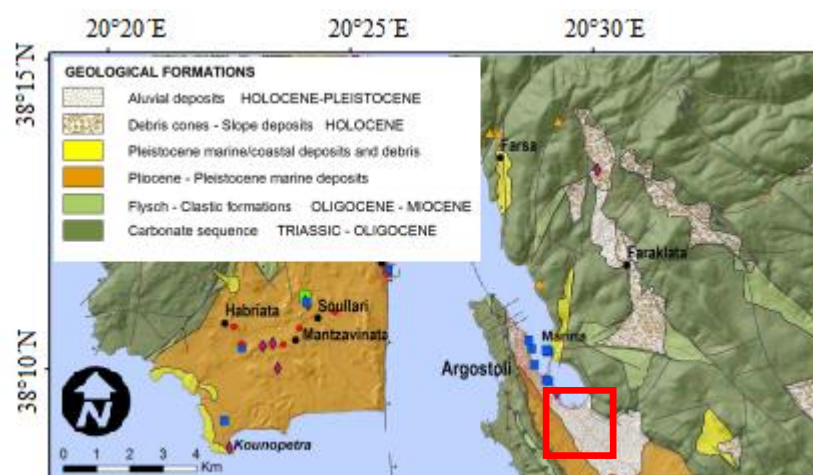 20°20´E 20°25´E 20°30´E
38°15´N
GEOLOGICAL FORMATIONS
Aluvial deposits HOLOCENE-PLEISTOCENE
Debris cones - Slope deposits HOLOCENE
Pleistocene marine/coastal deposits and debris
Pliocene - Pleistocene marine deposits
Flysch - Clastic formations OLIGOCENE - MIOCENE
Carbonate sequence TRIASSIC - OLIGOCENE
Farsa
Faraklata
Habriata
Soullari
Mantzavinata
Argostoli
38°10´N
N
Kounopetra
0 1 2 3 4
Km